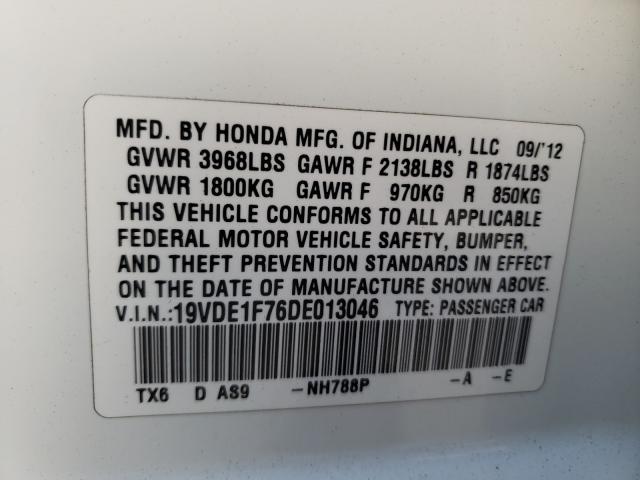 MFD. BY HONDA MFG. OF INDIANA, LLC 09/'12
GVWR 3968LBS GAWR F 2138LBS R 1874LBS
GVWR 1800KG GAWR F 970KG R 850KG
THIS VEHICLE CONFORMS TO ALL APPLICABLE
FEDERAL MOTOR VEHICLE SAFETY, BUMPER,
AND THEFT PREVENTION STANDARDS IN EFFECT
ON THE DATE OF MANUFACTURE SHOWN ABOVE.
V.I.N.:19VDE1F76DE013046 TYPE: PASSENGER CAR
TX6 D AS9 -NH788P -A -E